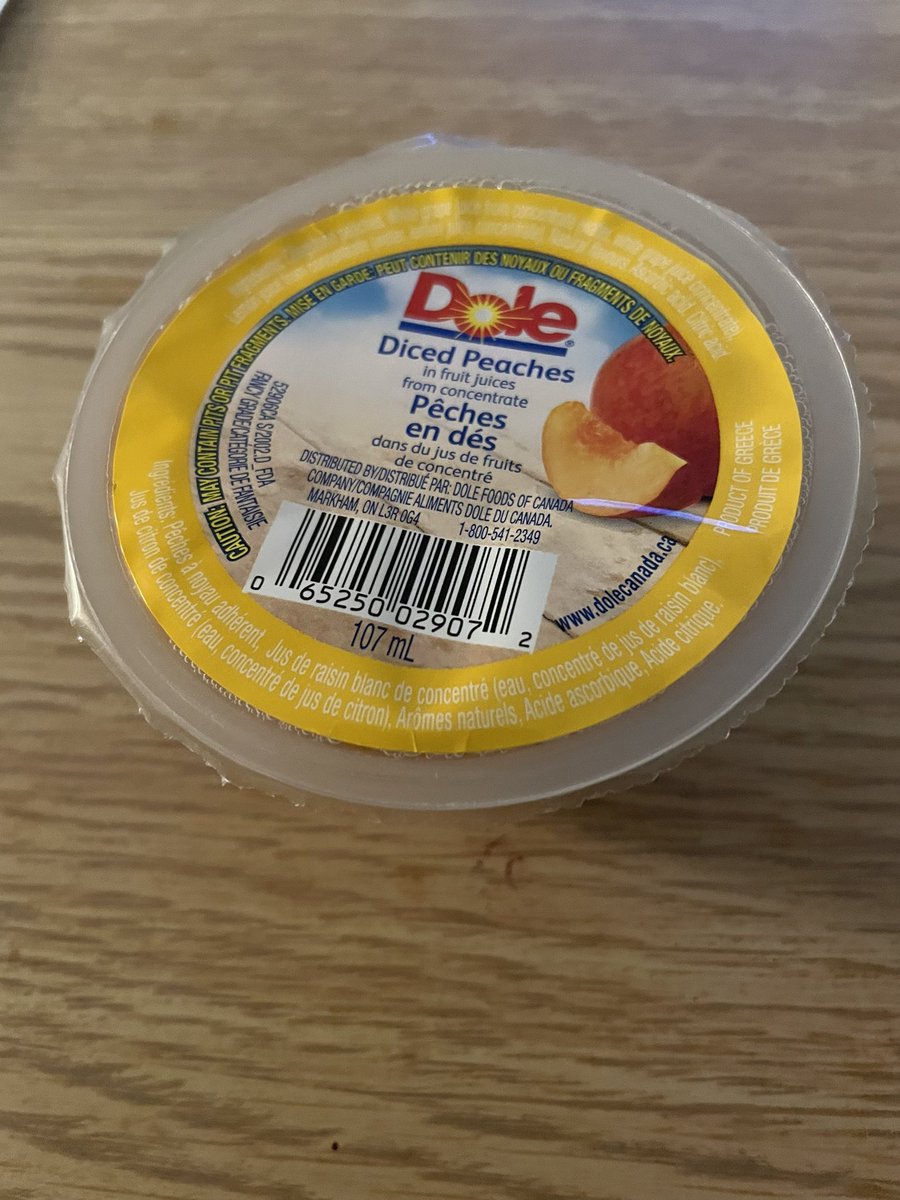 CAUTION: MAY CONTAIN PITS OR PIT FRAGMENTS. MISE EN GARDE: PEUT CONTENIR DES NOYAUX OU FRAGMENTS DE NOYAUX.
Dole
Diced Peaches
in fruit juices
from concentrate
Pêches
en dés
dans du jus de fruits
de concentré
DISTRIBUTED BY/DISTRIBUÉ PAR: DOLE FOODS OF CANADA
COMPANY/COMPAGNIE ALIMENTS DOLE DU CANADA.
MARKHAM, ON L3R 0G4 1-800-541-2349
FANCY GRADE/CATÉGORIE DE FANTAISIE
0 65250 02907 2
107 mL
www.dolecanada.ca
PRODUCT OF GREECE
PRODUIT DE GRÈCE
Ingrédients: Pêches à noyau adhérent, Jus de raisin blanc de concentré (eau, concentré de jus de raisin blanc),
Jus de citron de concentré (eau, concentré de jus de citron), Arômes naturels, Acide ascorbique, Acide citrique.